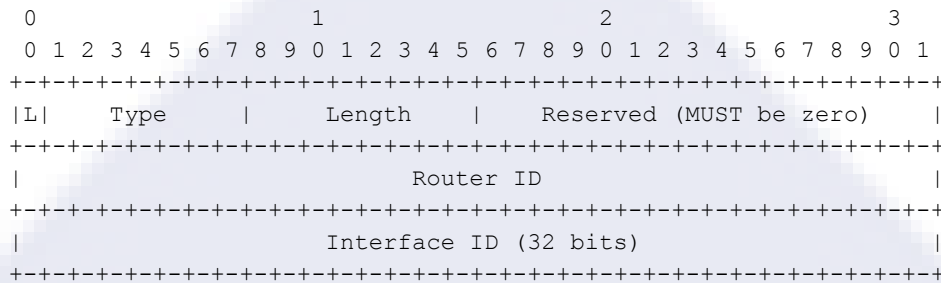 0                   1                   2                   3
 0 1 2 3 4 5 6 7 8 9 0 1 2 3 4 5 6 7 8 9 0 1 2 3 4 5 6 7 8 9 0 1
+-+-+-+-+-+-+-+-+-+-+-+-+-+-+-+-+-+-+-+-+-+-+-+-+-+-+-+-+-+-+-+-+
|L|    Type     |     Length    |    Reserved (MUST be zero)    |
+-+-+-+-+-+-+-+-+-+-+-+-+-+-+-+-+-+-+-+-+-+-+-+-+-+-+-+-+-+-+-+-+
|                           Router ID                           |
+-+-+-+-+-+-+-+-+-+-+-+-+-+-+-+-+-+-+-+-+-+-+-+-+-+-+-+-+-+-+-+-+
|                     Interface ID (32 bits)                    |
+-+-+-+-+-+-+-+-+-+-+-+-+-+-+-+-+-+-+-+-+-+-+-+-+-+-+-+-+-+-+-+-+